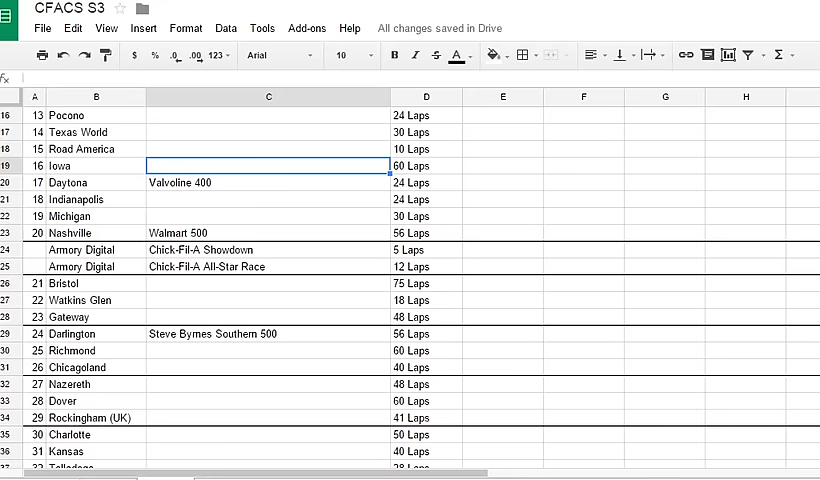 CFACS S3
File Edit View Insert Format Data Tools Add-ons Help All changes saved in Drive
$ % .0 .00 123 Arial 10 B I S A Σ
fx
A B C D E F G H
16 13 Pocono 24 Laps
17 14 Texas World 30 Laps
18 15 Road America 10 Laps
19 16 Iowa 60 Laps
20 17 Daytona Valvoline 400 24 Laps
21 18 Indianapolis 24 Laps
22 19 Michigan 30 Laps
23 20 Nashville Walmart 500 56 Laps
24 Armory Digital Chick-Fil-A Showdown 5 Laps
25 Armory Digital Chick-Fil-A All-Star Race 12 Laps
26 21 Bristol 75 Laps
27 22 Watkins Glen 18 Laps
28 23 Gateway 48 Laps
29 24 Darlington Steve Byrnes Southern 500 56 Laps
30 25 Richmond 60 Laps
31 26 Chicagoland 40 Laps
32 27 Nazereth 48 Laps
33 28 Dover 60 Laps
34 29 Rockingham (UK) 41 Laps
35 30 Charlotte 50 Laps
36 31 Kansas 40 Laps
37 32 Talladega 28 Laps